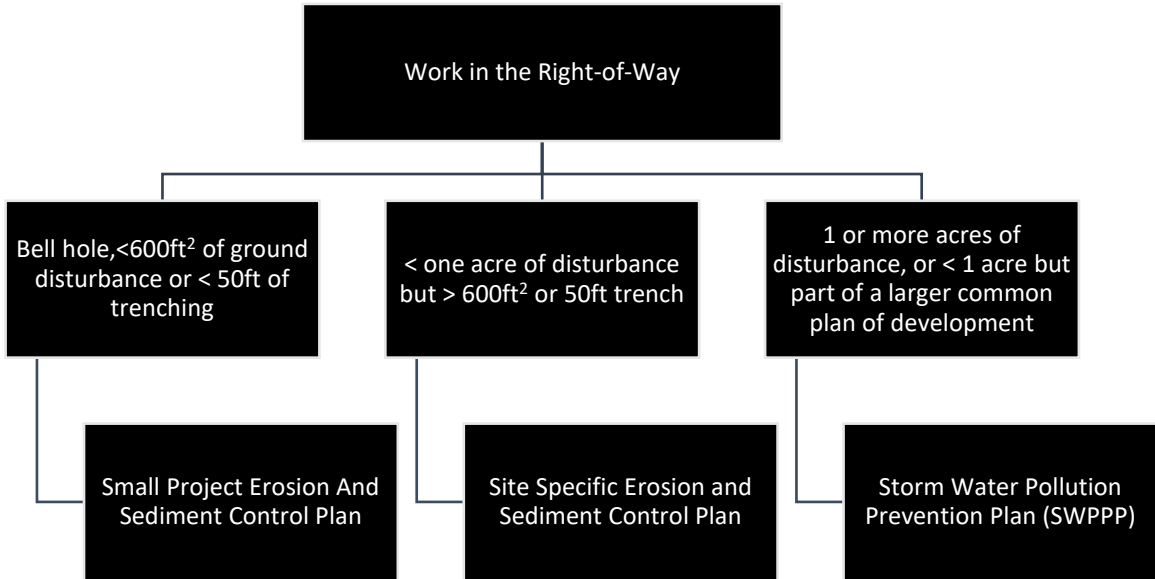 Work in the Right-of-Way
Bell hole,<600ft² of ground
disturbance or < 50ft of
trenching
< one acre of disturbance
but > 600ft² or 50ft trench
1 or more acres of
disturbance, or < 1 acre but
part of a larger common
plan of development
Small Project Erosion And
Sediment Control Plan
Site Specific Erosion and
Sediment Control Plan
Storm Water Pollution
Prevention Plan (SWPPP)